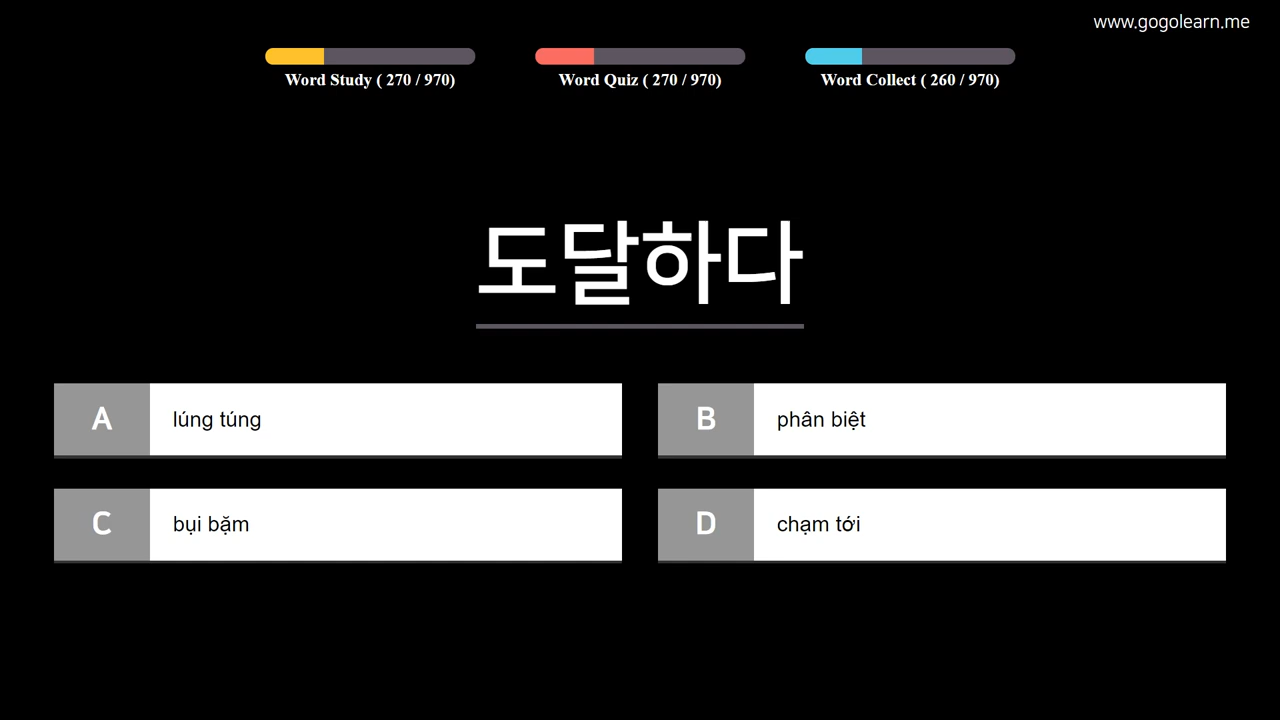 www.gogolearn.me
Word Study ( 270 / 970)
Word Quiz ( 270 / 970)
Word Collect ( 260 / 970)
도달하다
A lúng túng
B phân biệt
C bụi bặm
D chạm tới